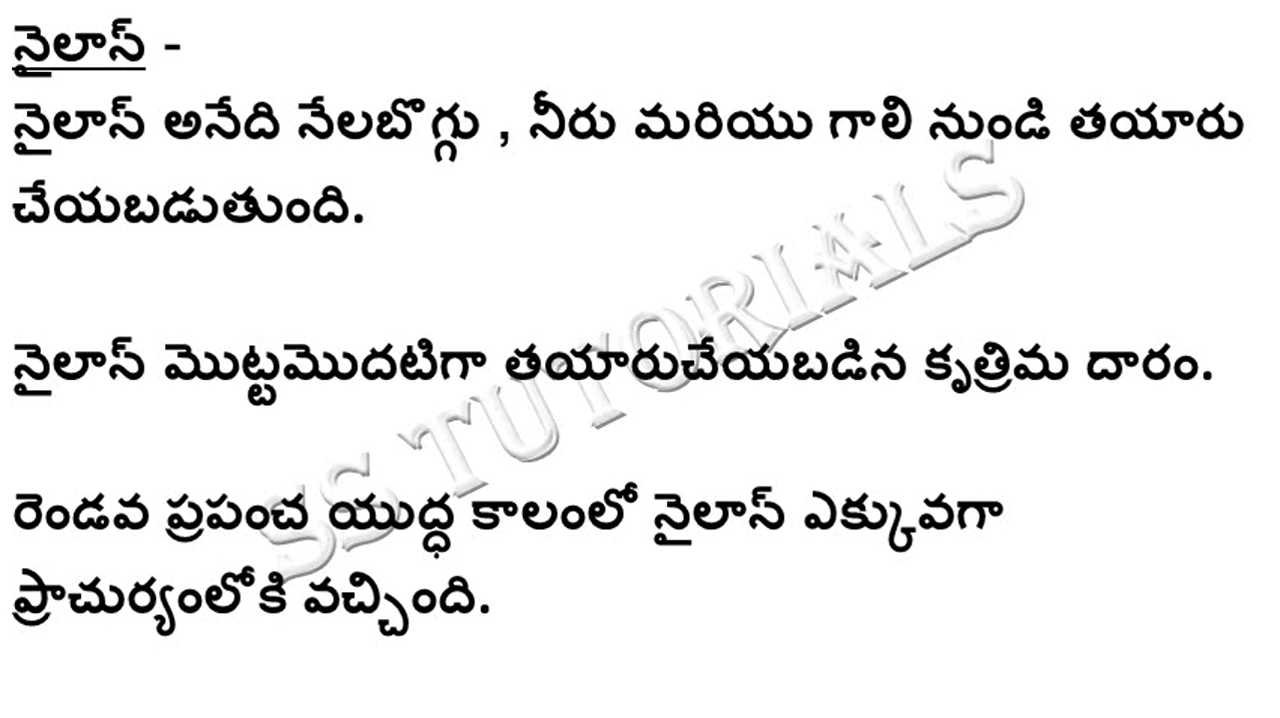 నైలాస్ -
నైలాస్ అనేది నేలబొగ్గు , నీరు మరియు గాలి నుండి తయారు
చేయబడుతుంది.
నైలాస్ మొట్టమొదటిగా తయారుచేయబడిన కృత్రిమ దారం.
రెండవ ప్రపంచ యుద్ధ కాలంలో నైలాస్ ఎక్కువగా
ప్రాచుర్యంలోకి వచ్చింది.
SS TUTORIALS